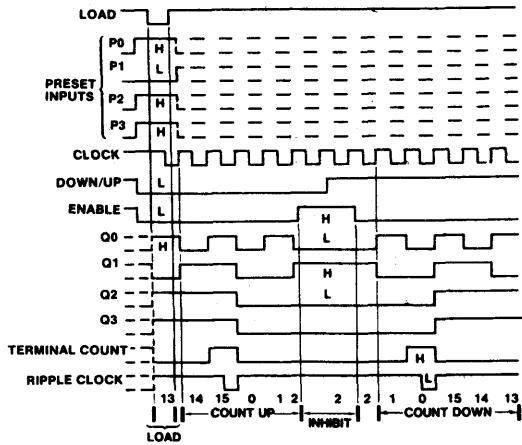 LOAD
P0 H
P1 L
PRESET INPUTS
P2 H
P3 H
CLOCK
DOWN/UP L
ENABLE L H
Q0 H L
Q1 L H
Q2 L
Q3
TERMINAL COUNT H
RIPPLE CLOCK L
13 14 15 0 1 2 2 2 1 0 15 14 13
COUNT UP INHIBIT COUNT DOWN
LOAD